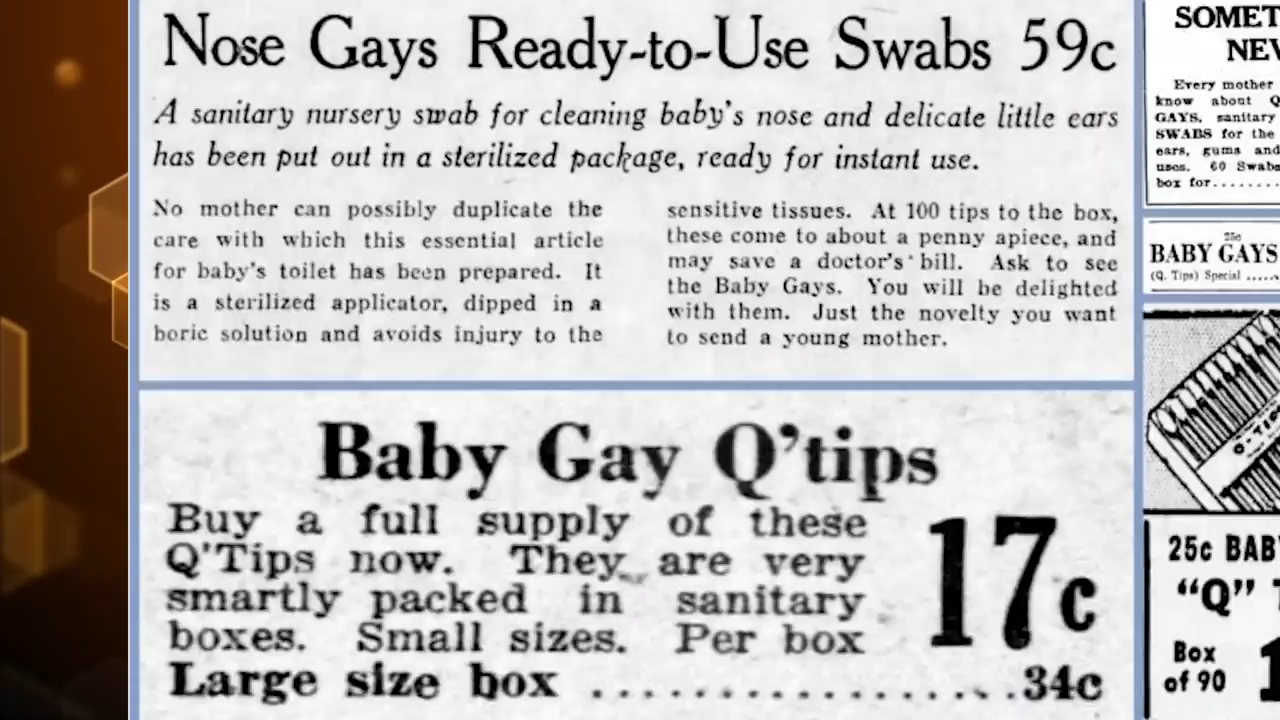 Nose Gays Ready-to-Use Swabs 59c
A sanitary nursery swab for cleaning baby's nose and delicate little ears
has been put out in a sterilized package, ready for instant use.
No mother can possibly duplicate the
care with which this essential article
for baby's toilet has been prepared. It
is a sterilized applicator, dipped in a
boric solution and avoids injury to the
sensitive tissues. At 100 tips to the box,
these come to about a penny apiece, and
may save a doctor's bill. Ask to see
the Baby Gays. You will be delighted
with them. Just the novelty you want
to send a young mother.
Baby Gay Q'tips
Buy a full supply of these
Q'Tips now. They are very
smartly packed in sanitary
boxes. Small sizes. Per box
17c
Large size box ..................34c
SOMET
NEW
Every mother
know about Q
GAYS, sanitary
SWABS for the
ears, gums and
uses. 60 Swabs
box for.........
25c
BABY GAYS
(Q. Tips) Special .....
Q-TIP
25c BABY
"Q" T
Box
of 90
1